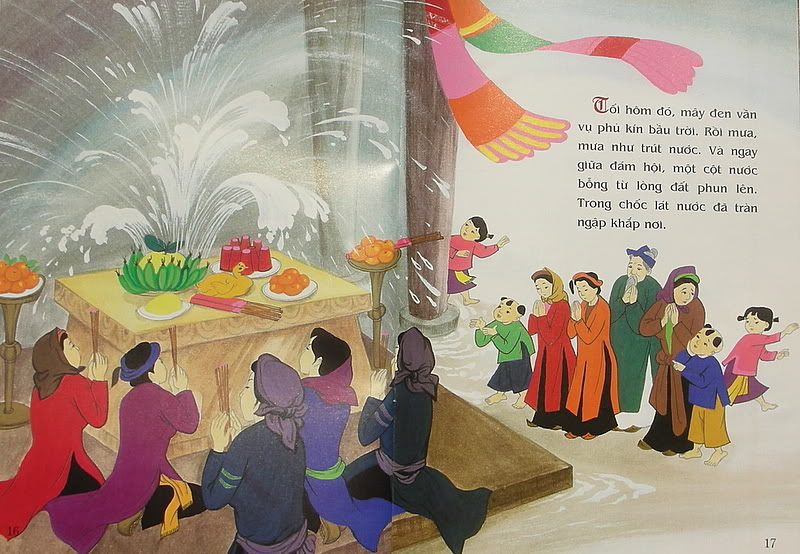 Tối hôm đó, mây đen vần
vụ phủ kín bầu trời. Rồi mưa,
mưa như trút nước. Và ngay
giữa đám hội, một cột nước
bỗng từ lòng đất phun lên.
Trong chốc lát nước đã tràn
ngập khắp nơi.
16
17